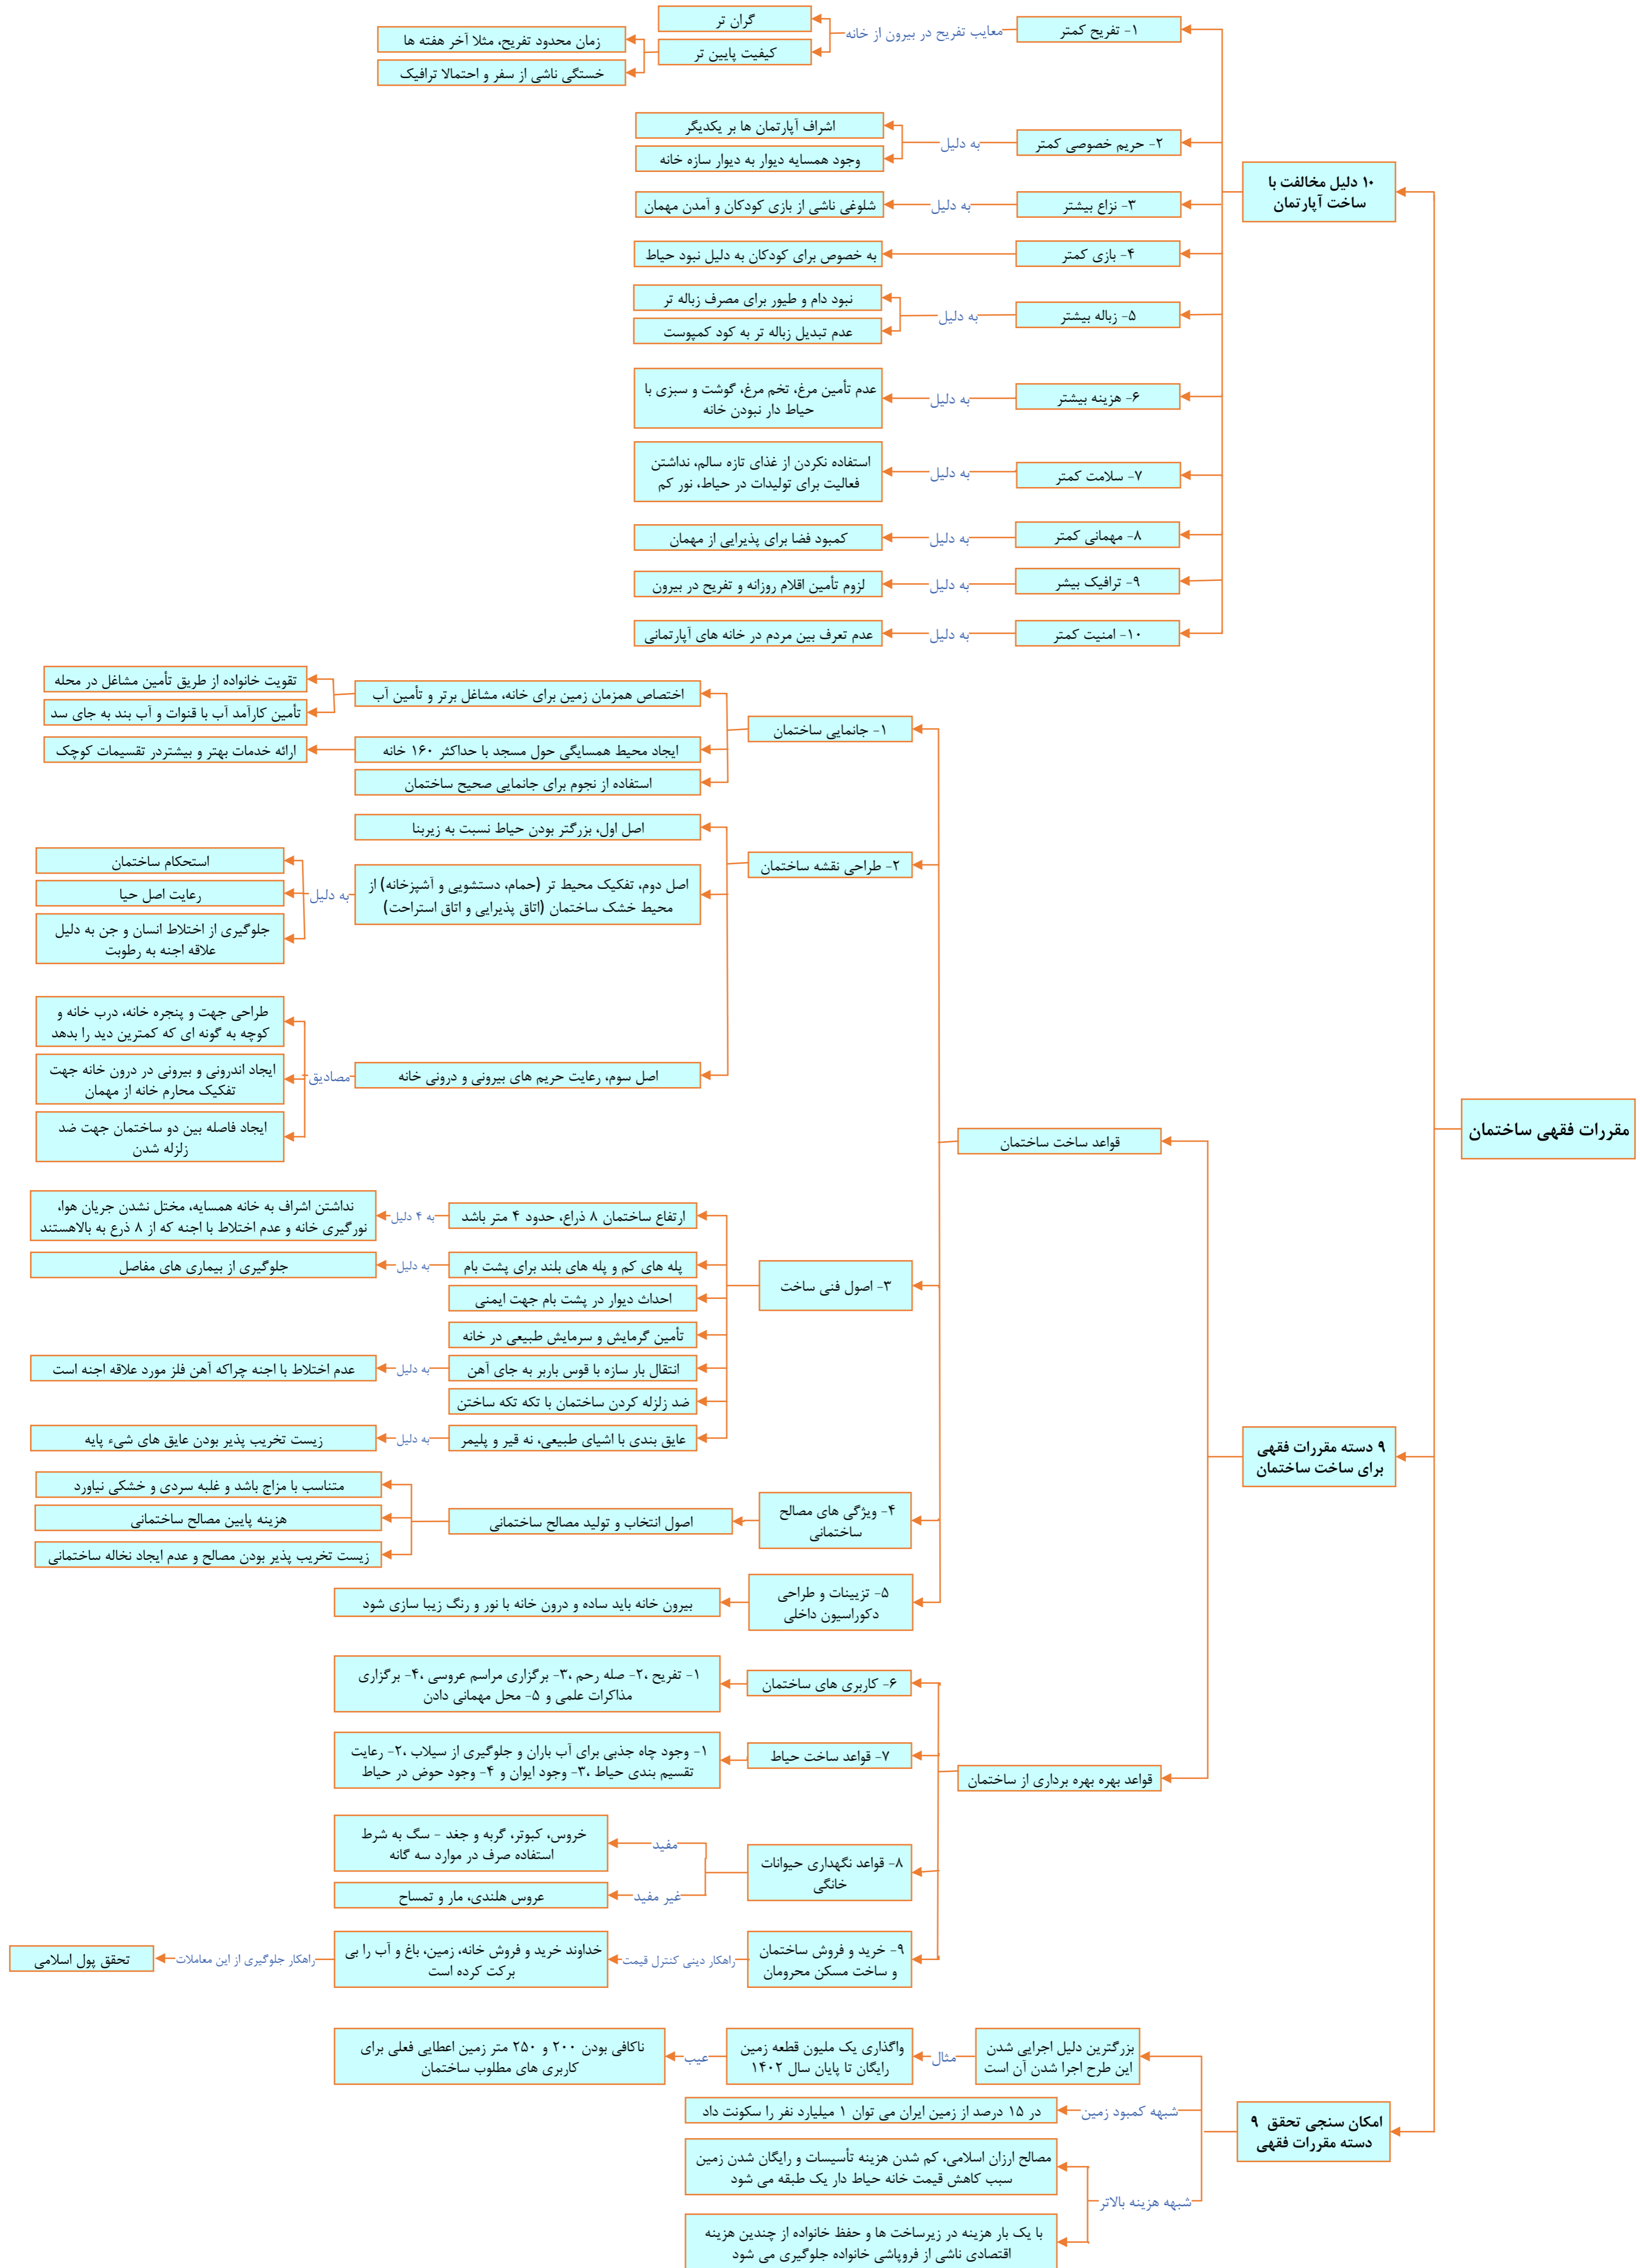 مقررات فقهی ساختمان
۱۰ دلیل مخالفت با
ساخت آپارتمان
۱- تفریح کمتر
معایب تفریح در بیرون از خانه
گران تر
کیفیت پایین تر
زمان محدود تفریح، مثلا آخر هفته ها
خستگی ناشی از سفر و احتمالا ترافیک
۲- حریم خصوصی کمتر
به دلیل
اشراف آپارتمان ها بر یکدیگر
وجود همسایه دیوار به دیوار سازه خانه
۳- نزاع بیشتر
به دلیل
شلوغی ناشی از بازی کودکان و آمدن مهمان
۴- بازی کمتر
به خصوص برای کودکان به دلیل نبود حیاط
۵- زباله بیشتر
به دلیل
نبود دام و طیور برای مصرف زباله تر
عدم تبدیل زباله تر به کود کمپوست
۶- هزینه بیشتر
به دلیل
عدم تأمین مرغ، تخم مرغ، گوشت و سبزی با
حیاط دار نبودن خانه
۷- سلامت کمتر
به دلیل
استفاده نکردن از غذای تازه سالم، نداشتن
فعالیت برای تولیدات در حیاط، نور کم
۸- مهمانی کمتر
به دلیل
کمبود فضا برای پذیرایی از مهمان
۹- ترافیک بیشر
به دلیل
لزوم تأمین اقلام روزانه و تفریح در بیرون
۱۰- امنیت کمتر
به دلیل
عدم تعرف بین مردم در خانه های آپارتمانی
۹ دسته مقررات فقهی
برای ساخت ساختمان
قواعد ساخت ساختمان
۱- جانمایی ساختمان
اختصاص همزمان زمین برای خانه، مشاغل برتر و تأمین آب
تقویت خانواده از طریق تأمین مشاغل در محله
تأمین کارآمد آب با قنوات و آب بند به جای سد
ایجاد محیط همسایگی حول مسجد با حداکثر ۱۶۰ خانه
ارائه خدمات بهتر و بیشتردر تقسیمات کوچک
استفاده از نجوم برای جانمایی صحیح ساختمان
۲- طراحی نقشه ساختمان
اصل اول، بزرگتر بودن حیاط نسبت به زیربنا
اصل دوم، تفکیک محیط تر (حمام، دستشویی و آشپزخانه) از
محیط خشک ساختمان (اتاق پذیرایی و اتاق استراحت)
به دلیل
استحکام ساختمان
رعایت اصل حیا
جلوگیری از اختلاط انسان و جن به دلیل
علاقه اجنه به رطوبت
اصل سوم، رعایت حریم های بیرونی و درونی خانه
مصادیق
طراحی جهت و پنجره خانه، درب خانه و
کوچه به گونه ای که کمترین دید را بدهد
ایجاد اندرونی و بیرونی در درون خانه جهت
تفکیک محارم خانه از مهمان
ایجاد فاصله بین دو ساختمان جهت ضد
زلزله شدن
۳- اصول فنی ساخت
ارتفاع ساختمان ۸ ذراع، حدود ۴ متر باشد
به ۴ دلیل
نداشتن اشراف به خانه همسایه، مختل نشدن جریان هوا،
نورگیری خانه و عدم اختلاط با اجنه که از ۸ ذرع به بالاهستند
پله های کم و پله های بلند برای پشت بام
به دلیل
جلوگیری از بیماری های مفاصل
احداث دیوار در پشت بام جهت ایمنی
تأمین گرمایش و سرمایش طبیعی در خانه
انتقال بار سازه با قوس باربر به جای آهن
به دلیل
عدم اختلاط با اجنه چراکه آهن فلز مورد علاقه اجنه است
ضد زلزله کردن ساختمان با تکه تکه ساختن
عایق بندی با اشیای طبیعی، نه قیر و پلیمر
به دلیل
زیست تخریب پذیر بودن عایق های شیء پایه
۴- ویژگی های مصالح
ساختمانی
اصول انتخاب و تولید مصالح ساختمانی
متناسب با مزاج باشد و غلبه سردی و خشکی نیاورد
هزینه پایین مصالح ساختمانی
زیست تخریب پذیر بودن مصالح و عدم ایجاد نخاله ساختمانی
۵- تزیینات و طراحی
دکوراسیون داخلی
بیرون خانه باید ساده و درون خانه با نور و رنگ زیبا سازی شود
قواعد بهره بهره برداری از ساختمان
۶- کاربری های ساختمان
۱- تفریح ،۲- صله رحم ،۳- برگزاری مراسم عروسی ،۴- برگزاری
مذاکرات علمی و ۵- محل مهمانی دادن
۷- قواعد ساخت حیاط
۱- وجود چاه جذبی برای آب باران و جلوگیری از سیلاب ،۲- رعایت
تقسیم بندی حیاط ،۳- وجود ایوان و ۴- وجود حوض در حیاط
۸- قواعد نگهداری حیوانات
خانگی
مفید
خروس، کبوتر، گربه و جغد - سگ به شرط
استفاده صرف در موارد سه گانه
غیر مفید
عروس هلندی، مار و تمساح
۹- خرید و فروش ساختمان
و ساخت مسکن محرومان
راهکار دینی کنترل قیمت
خداوند خرید و فروش خانه، زمین، باغ و آب را بی
برکت کرده است
راهکار جلوگیری از این معاملات
تحقق پول اسلامی
امکان سنجی تحقق ۹
دسته مقررات فقهی
بزرگترین دلیل اجرایی شدن
این طرح اجرا شدن آن است
مثال
واگذاری یک ملیون قطعه زمین
رایگان تا پایان سال ۱۴۰۲
عیب
ناکافی بودن ۲۰۰ و ۲۵۰ متر زمین اعطایی فعلی برای
کاربری های مطلوب ساختمان
شبهه کمبود زمین
در ۱۵ درصد از زمین ایران می توان ۱ میلیارد نفر را سکونت داد
شبهه هزینه بالاتر
مصالح ارزان اسلامی، کم شدن هزینه تأسیسات و رایگان شدن زمین
سبب کاهش قیمت خانه حیاط دار یک طبقه می شود
با یک بار هزینه در زیرساخت ها و حفظ خانواده از چندین هزینه
اقتصادی ناشی از فروپاشی خانواده جلوگیری می شود